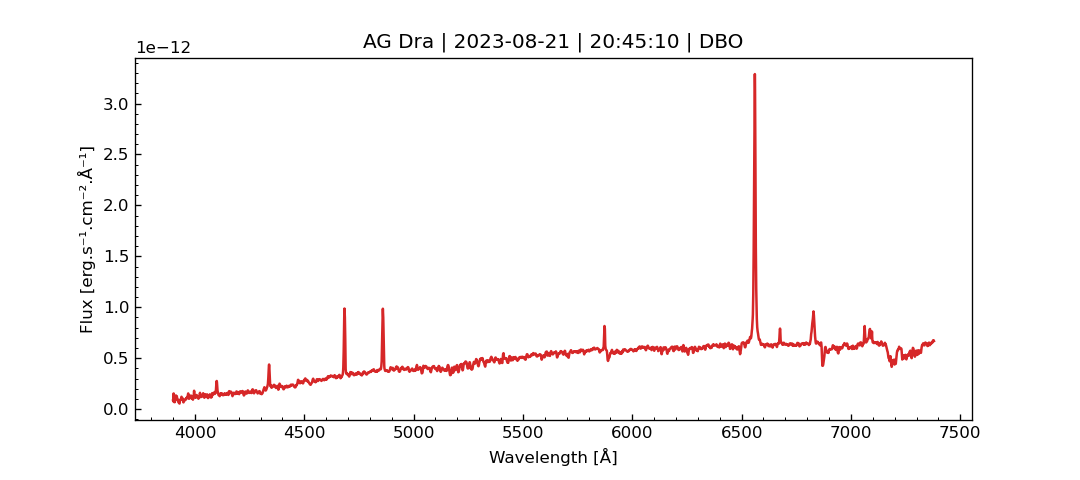 AG Dra | 2023-08-21 | 20:45:10 | DBO
1e−12
3.0
2.5
2.0
1.5
1.0
0.5
0.0
Flux [erg.s⁻¹.cm⁻².Å⁻¹]
4000 4500 5000 5500 6000 6500 7000 7500
Wavelength [Å]